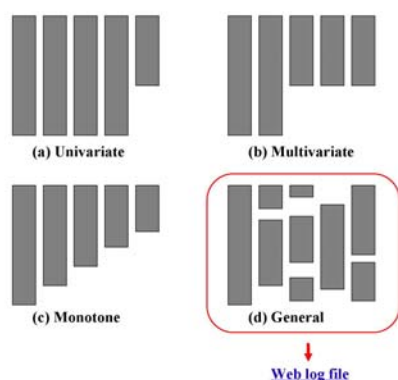 (a) Univariate
(b) Multivariate
(c) Monotone
(d) General
Web log file